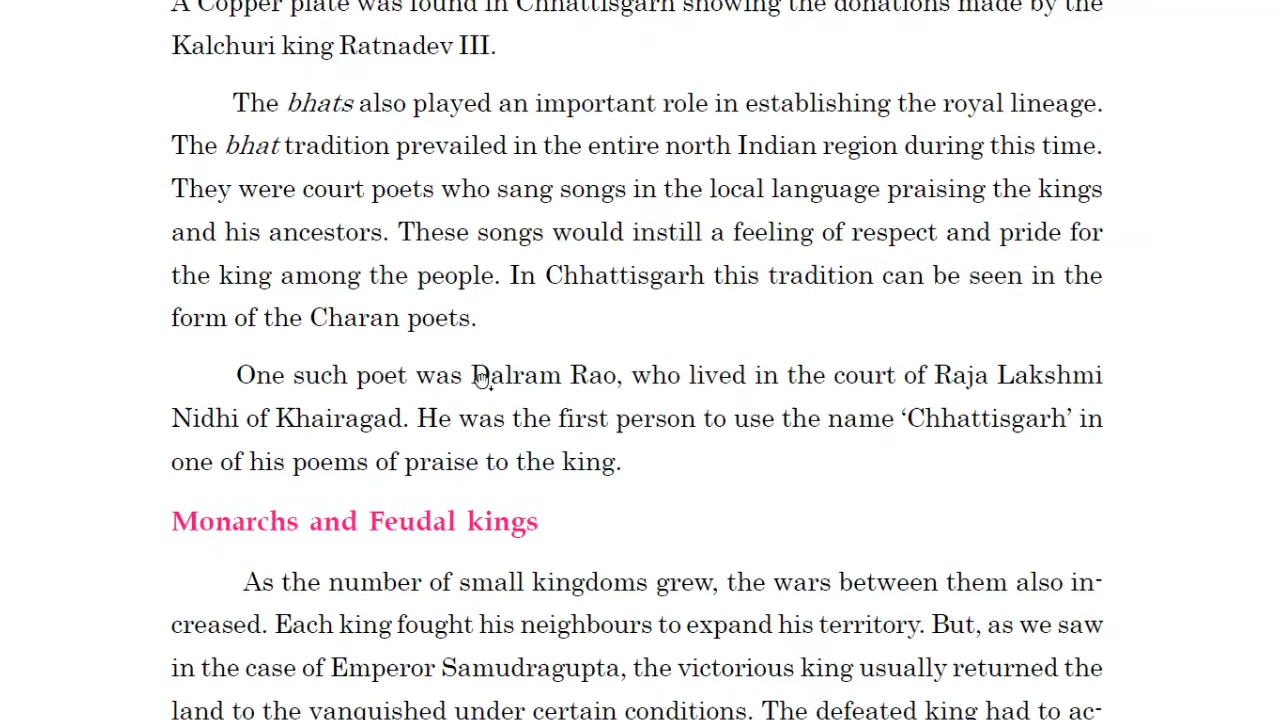 A Copper plate was found in Chhattisgarh showing the donations made by the
Kalchuri king Ratnadev III.
The bhats also played an important role in establishing the royal lineage.
The bhat tradition prevailed in the entire north Indian region during this time.
They were court poets who sang songs in the local language praising the kings
and his ancestors. These songs would instill a feeling of respect and pride for
the king among the people. In Chhattisgarh this tradition can be seen in the
form of the Charan poets.
One such poet was Dalram Rao, who lived in the court of Raja Lakshmi
Nidhi of Khairagad. He was the first person to use the name ‘Chhattisgarh’ in
one of his poems of praise to the king.
Monarchs and Feudal kings
As the number of small kingdoms grew, the wars between them also in-
creased. Each king fought his neighbours to expand his territory. But, as we saw
in the case of Emperor Samudragupta, the victorious king usually returned the
land to the vanquished under certain conditions. The defeated king had to ac-